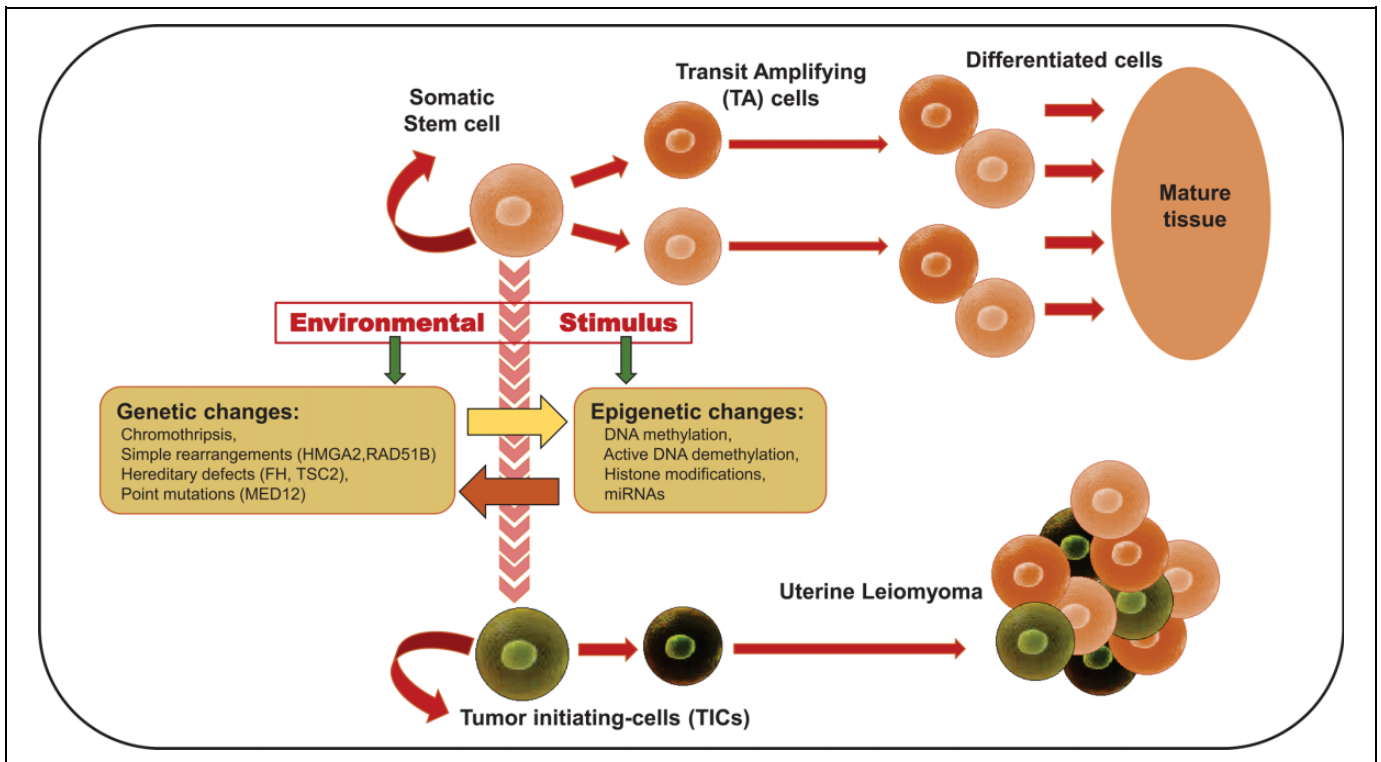 Somatic
Stem cell
Transit Amplifying
(TA) cells
Differentiated cells
Mature
tissue
Environmental Stimulus
Genetic changes:
Chromothripsis,
Simple rearrangements (HMGA2,RAD51B)
Hereditary defects (FH, TSC2),
Point mutations (MED12)
Epigenetic changes:
DNA methylation,
Active DNA demethylation,
Histone modifications,
miRNAs
Uterine Leiomyoma
Tumor initiating-cells (TICs)